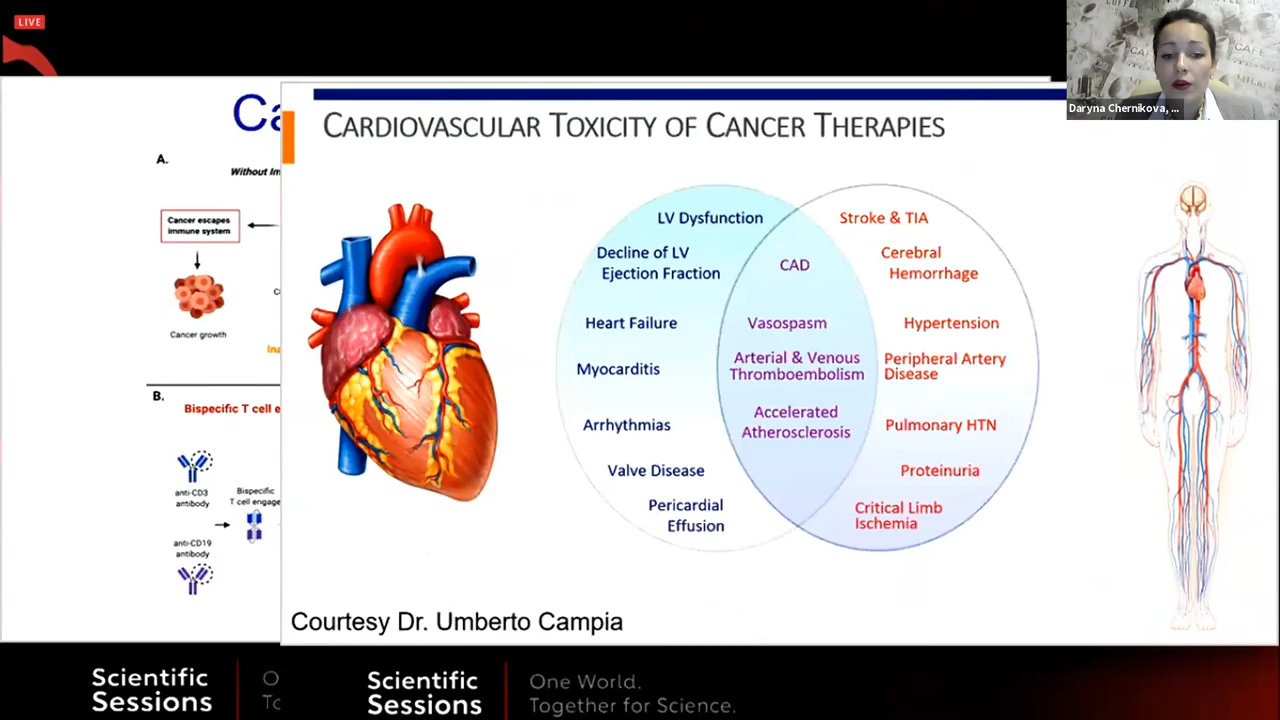 LIVE
Daryna Chernikova, ...
Ca
A.
Without Im
Cancer escapes
immune system
Cancer growth
Ina
B.
Bispecific T cell e
anti-CD3
antibody
Bispecific
T cell engage
anti-CD19
antibody
CARDIOVASCULAR TOXICITY OF CANCER THERAPIES
LV Dysfunction
Decline of LV
Ejection Fraction
Heart Failure
Myocarditis
Arrhythmias
Valve Disease
Pericardial
Effusion
CAD
Vasospasm
Arterial & Venous
Thromboembolism
Accelerated
Atherosclerosis
Stroke & TIA
Cerebral
Hemorrhage
Hypertension
Peripheral Artery
Disease
Pulmonary HTN
Proteinuria
Critical Limb
Ischemia
Courtesy Dr. Umberto Campia
Scientific
Sessions
O
To
Scientific
Sessions
One World.
Together for Science.